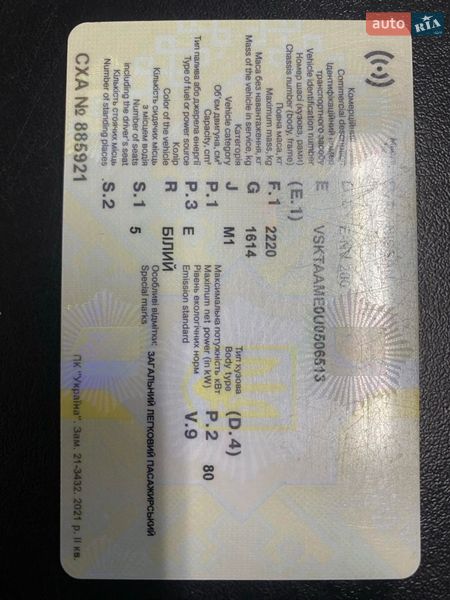 auto RIA
Комерційний опис
Commercial description
Ідентифікаційний номер
транспортного засобу
Vehicle identification number
E VSKTAAME0U0506513
Номер шасі (кузова, рами)
Chassis number (body, frame)
(E.1)
Повна маса, кг
Maximum mass, kg
F.1 2220
Маса без навантаження, кг
Mass of the vehicle in service, kg
G 1614
Категорія
Vehicle category
J M1
Тип кузова
Body type
(D.4)
Об'єм двигуна, см³
Capacity, cm³
P.1
Максимальна потужність кВт
Maximum net power (in kW)
P.2 80
Тип палива або джерело енергії
Type of fuel or power source
P.3 E
Рівень екологічних норм
Emission standard
V.9
Колір
Color of the vehicle
R БІЛИЙ
Кількість сидячих місць
з місцем водія
Number of seats
including the driver's seat
S.1 5
Особливі відмітки: ЗАГАЛЬНИЙ ЛЕГКОВИЙ ПАСАЖИРСЬКИЙ
Special marks
Кількість стоячих місць
Number of standing places
S.2
СХА № 885921
ПК "Україна". Зам. 21-3432. 2021 р. II кв.